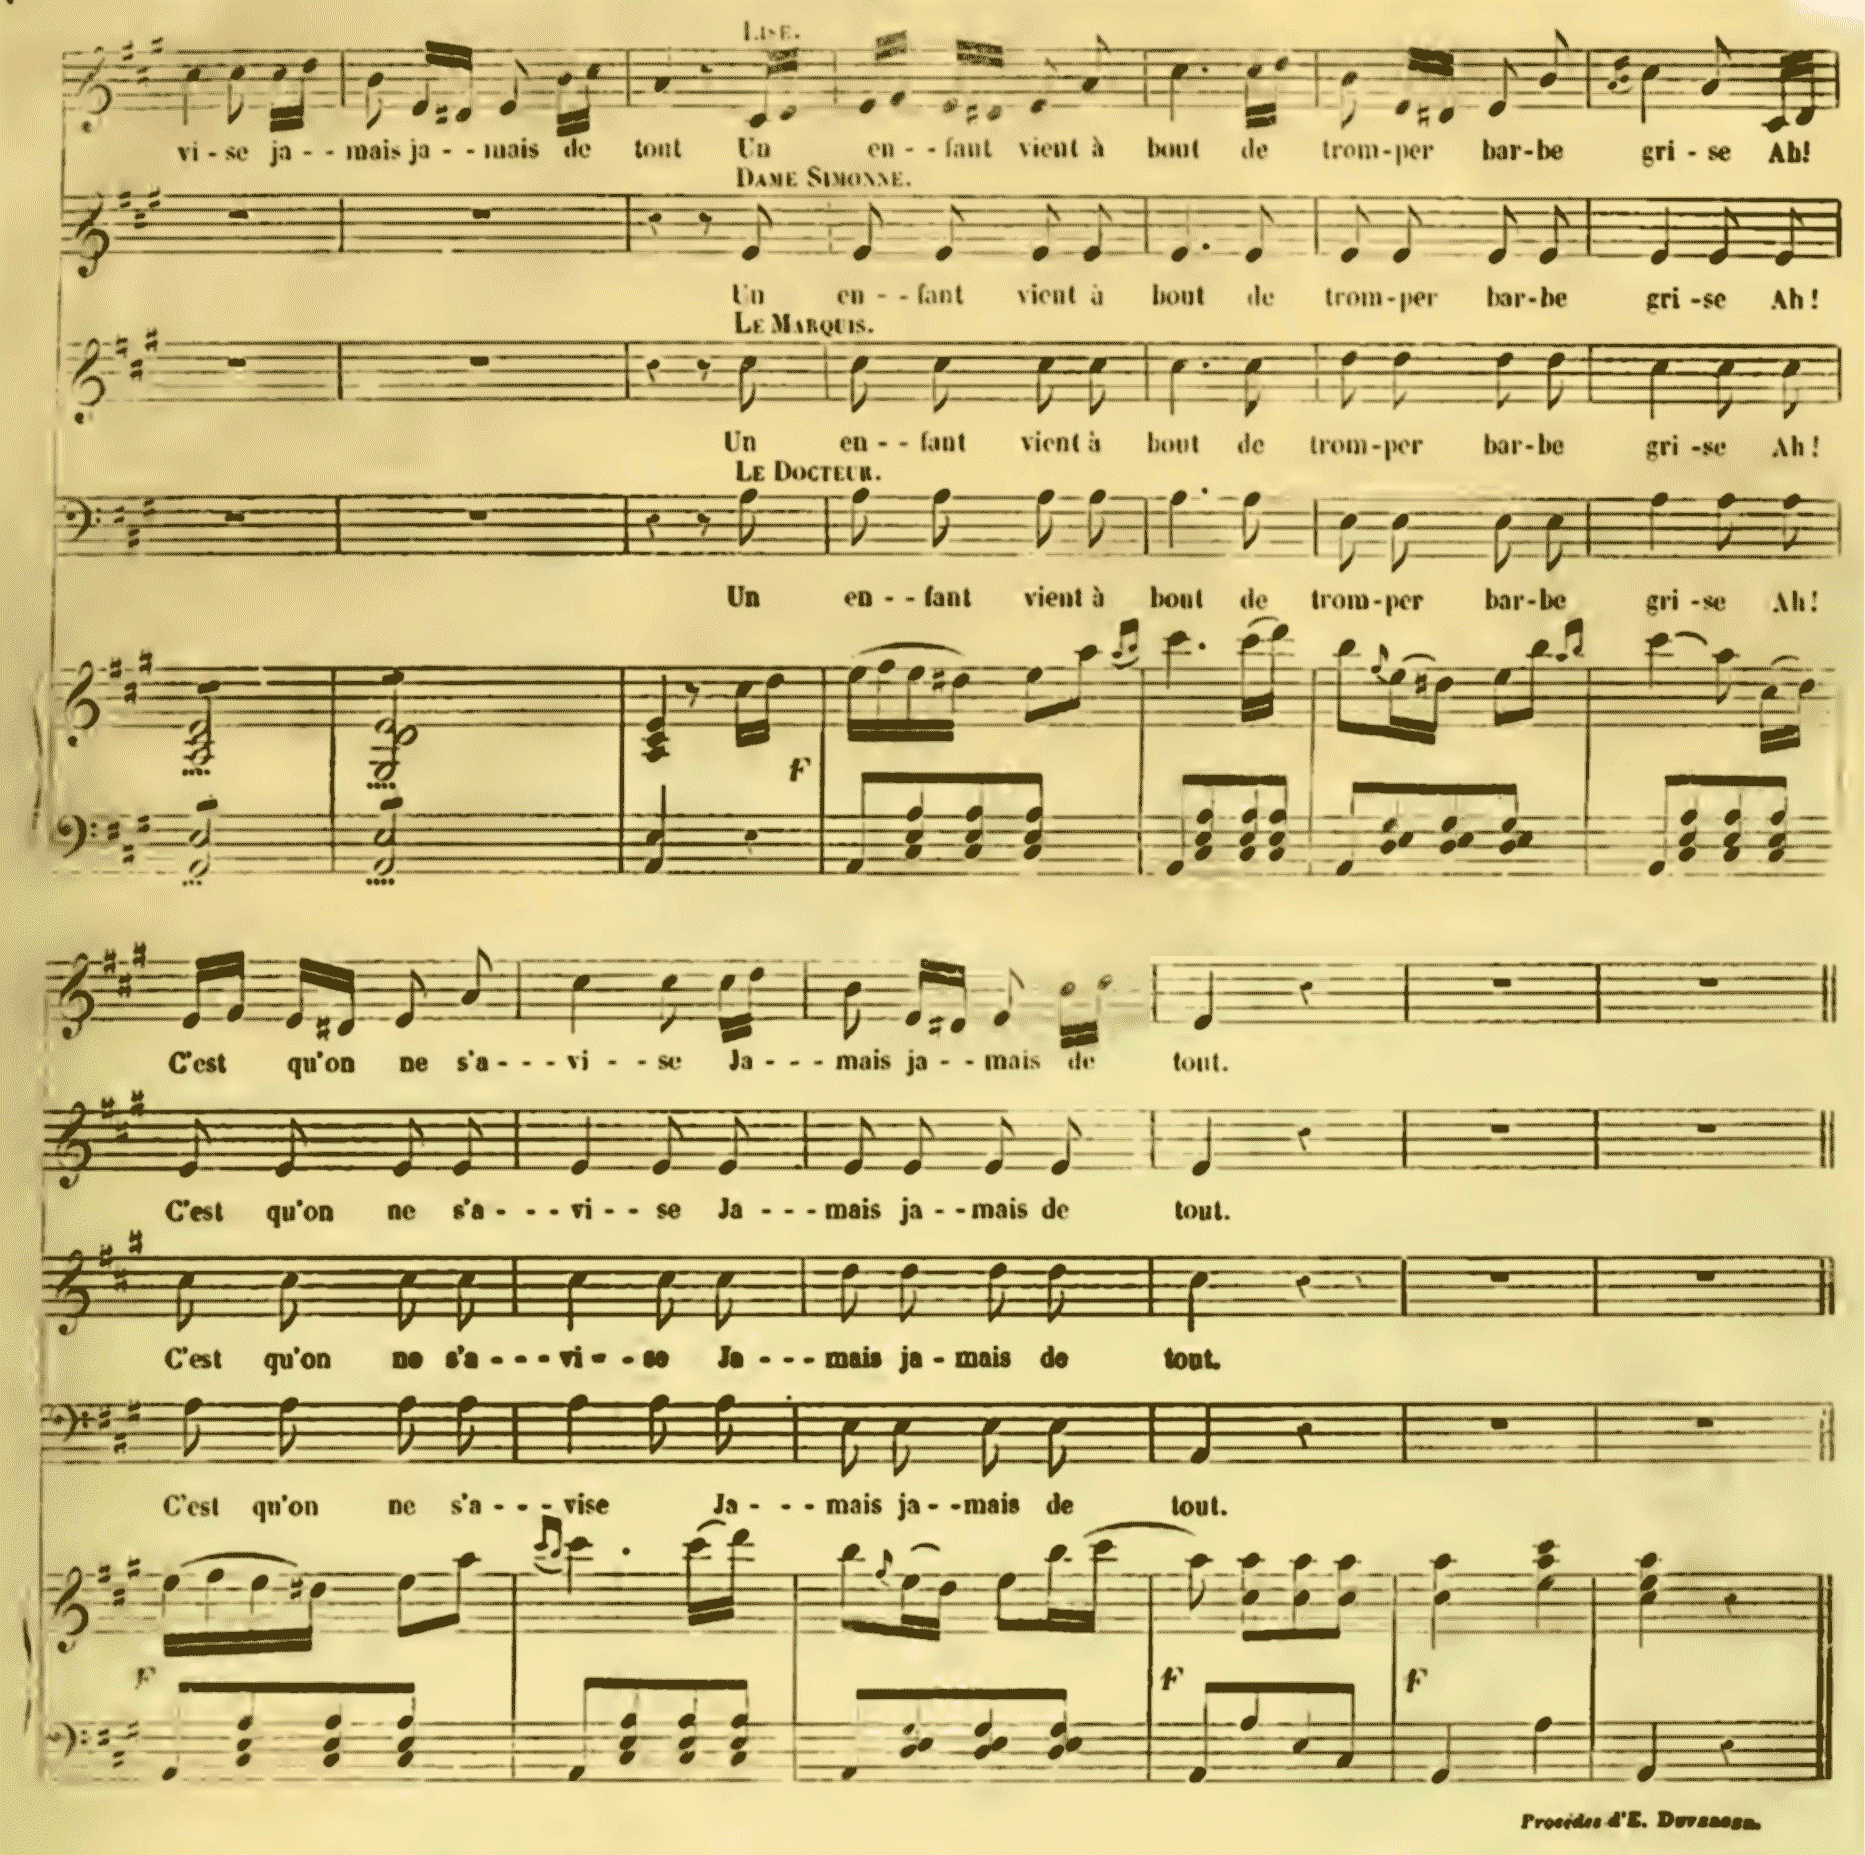 LISE.
vi - se ja - - mais ja - - mais de tout Un en - - fant vient à bout de trom - per bar - be gri - se Ah!
DAME SIMONNE.
Un en - - fant vient à bout de trom - per bar - be gri - se Ah!
LE MARQUIS.
Un en - - fant vient à bout de trom - per bar - be gri - se Ah!
LE DOCTEUR.
Un en - - fant vient à bout de trom - per bar - be gri - se Ah!
F
C'est qu'on ne s'a - - - vi - - se Ja - - - mais ja - - mais de tout.
C'est qu'on ne s'a - - - vi - - se Ja - - - mais ja - - mais de tout.
C'est qu'on ne s'a - - - vi - - se Ja - - - mais ja - mais de tout.
C'est qu'on ne s'a - - - vise Ja - - - mais ja - - mais de tout.
F F F
Procédés d'E.